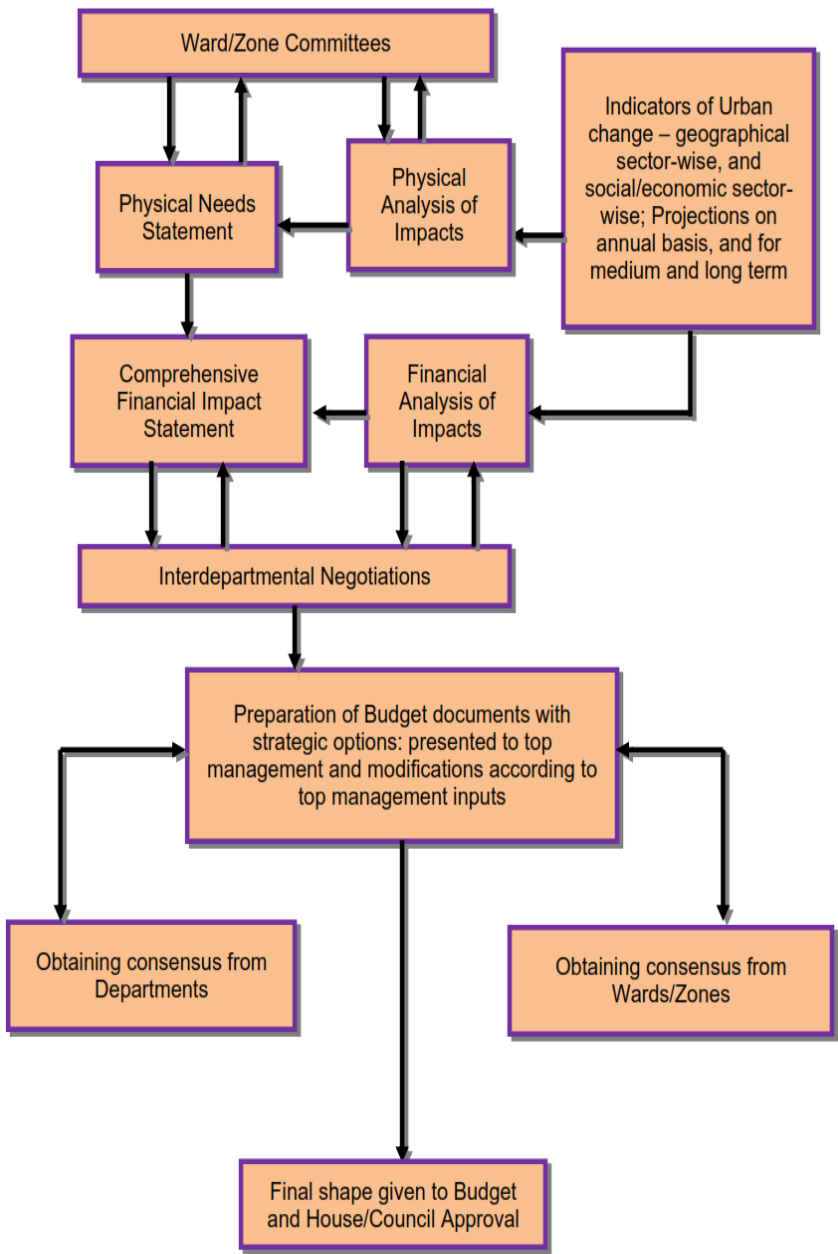 Ward/Zone Committees
Indicators of Urban
change – geographical
sector-wise, and
social/economic sector-
wise; Projections on
annual basis, and for
medium and long term
Physical Needs
Statement
Physical
Analysis of
Impacts
Comprehensive
Financial Impact
Statement
Financial
Analysis of
Impacts
Interdepartmental Negotiations
Preparation of Budget documents with
strategic options: presented to top
management and modifications according to
top management inputs
Obtaining consensus from
Departments
Obtaining consensus from
Wards/Zones
Final shape given to Budget
and House/Council Approval